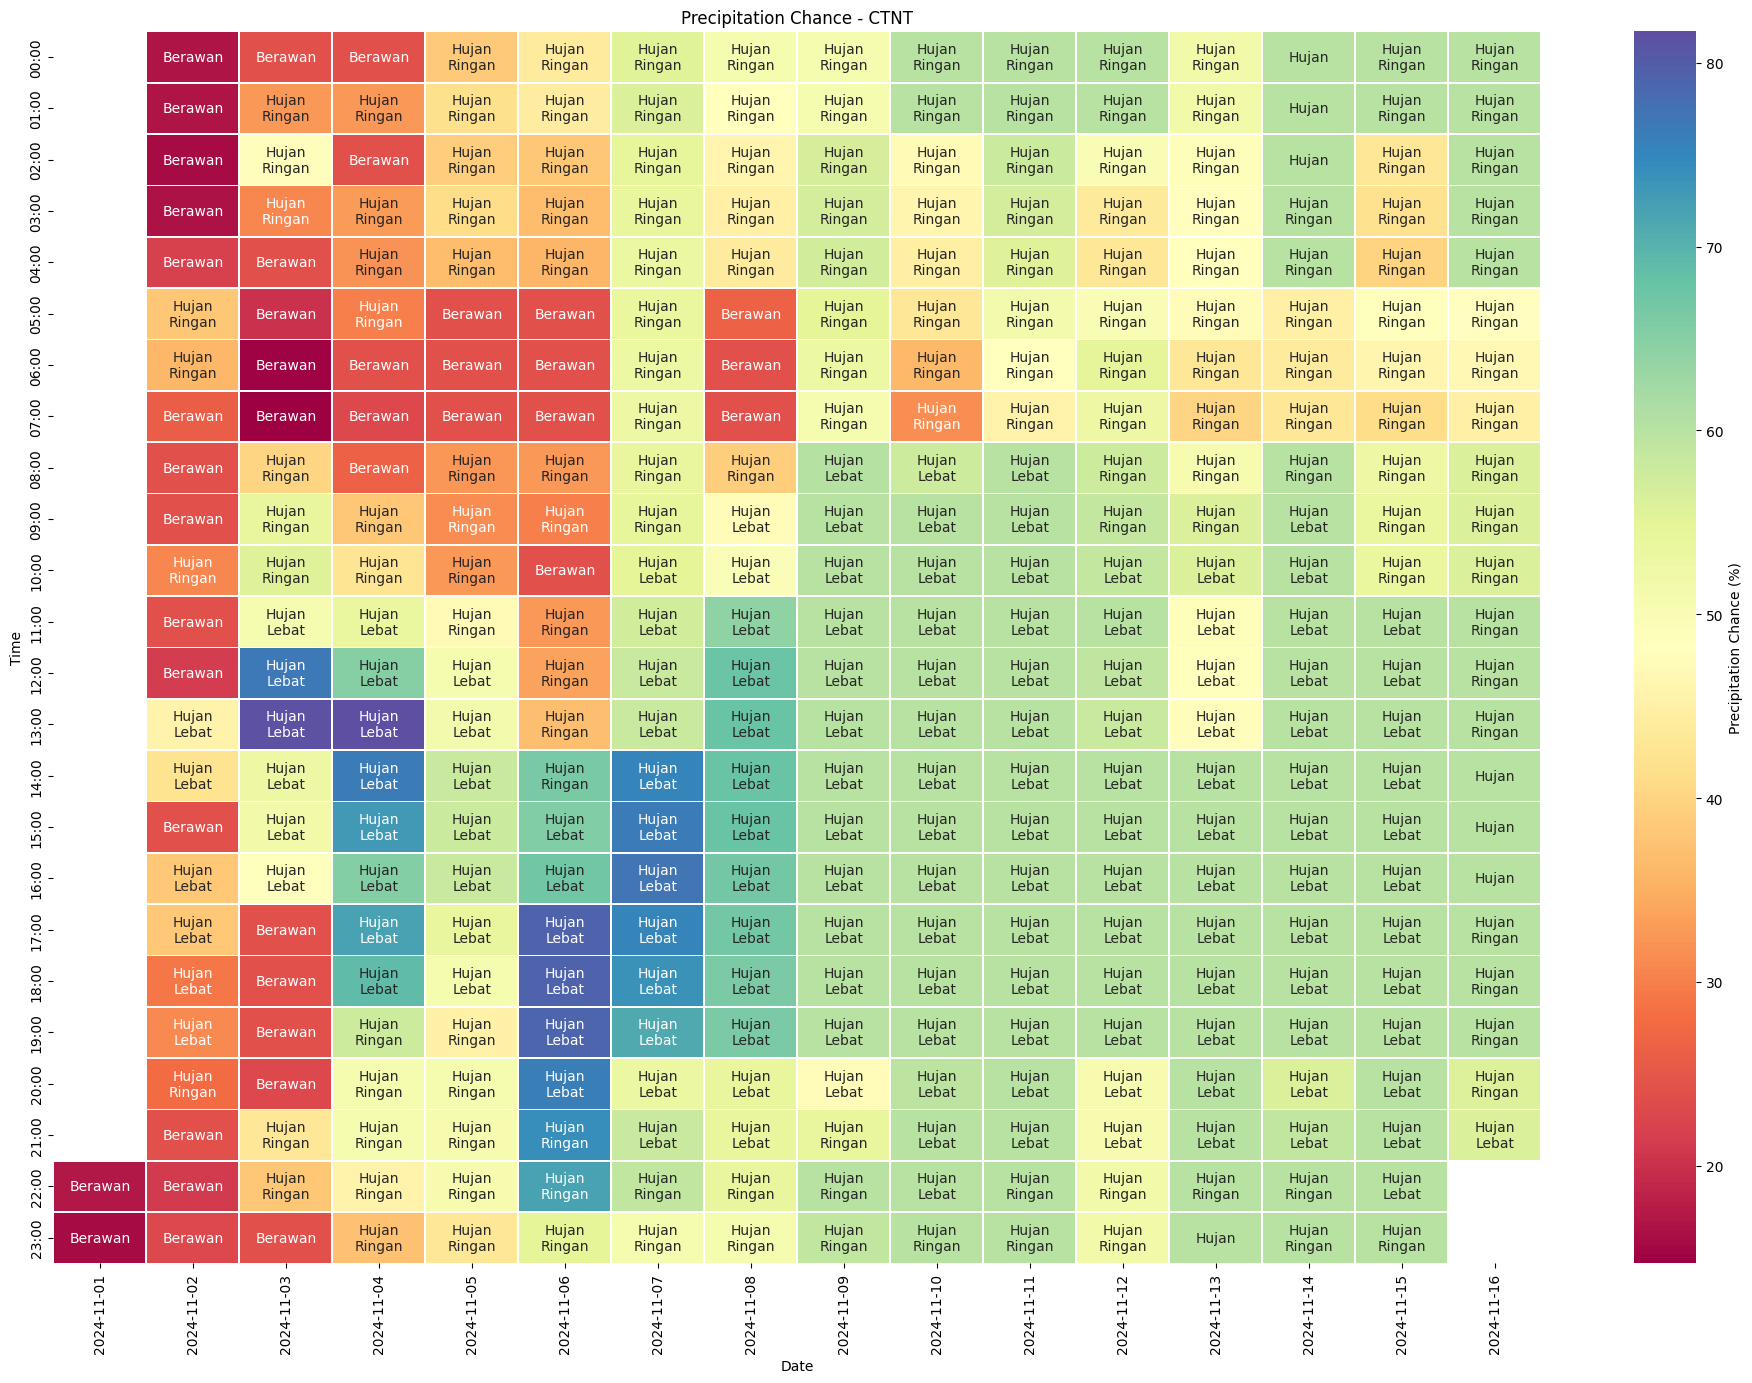 Precipitation Chance - CTNT
00:00 Berawan Berawan Berawan Hujan Ringan Hujan Ringan Hujan Ringan Hujan Ringan Hujan Ringan Hujan Ringan Hujan Ringan Hujan Ringan Hujan Ringan Hujan Hujan Ringan Hujan Ringan
01:00 Berawan Hujan Ringan Hujan Ringan Hujan Ringan Hujan Ringan Hujan Ringan Hujan Ringan Hujan Ringan Hujan Ringan Hujan Ringan Hujan Ringan Hujan Ringan Hujan Hujan Ringan Hujan Ringan
02:00 Berawan Hujan Ringan Berawan Hujan Ringan Hujan Ringan Hujan Ringan Hujan Ringan Hujan Ringan Hujan Ringan Hujan Ringan Hujan Ringan Hujan Ringan Hujan Hujan Ringan Hujan Ringan
03:00 Berawan Hujan Ringan Hujan Ringan Hujan Ringan Hujan Ringan Hujan Ringan Hujan Ringan Hujan Ringan Hujan Ringan Hujan Ringan Hujan Ringan Hujan Ringan Hujan Ringan Hujan Ringan Hujan Ringan
04:00 Berawan Berawan Hujan Ringan Hujan Ringan Hujan Ringan Hujan Ringan Hujan Ringan Hujan Ringan Hujan Ringan Hujan Ringan Hujan Ringan Hujan Ringan Hujan Ringan Hujan Ringan Hujan Ringan
05:00 Hujan Ringan Berawan Hujan Ringan Berawan Berawan Hujan Ringan Berawan Hujan Ringan Hujan Ringan Hujan Ringan Hujan Ringan Hujan Ringan Hujan Ringan Hujan Ringan Hujan Ringan
06:00 Hujan Ringan Berawan Berawan Berawan Berawan Hujan Ringan Berawan Hujan Ringan Hujan Ringan Hujan Ringan Hujan Ringan Hujan Ringan Hujan Ringan Hujan Ringan Hujan Ringan
07:00 Berawan Berawan Berawan Berawan Berawan Hujan Ringan Berawan Hujan Ringan Hujan Ringan Hujan Ringan Hujan Ringan Hujan Ringan Hujan Ringan Hujan Ringan Hujan Ringan
08:00 Berawan Hujan Ringan Berawan Hujan Ringan Hujan Ringan Hujan Ringan Hujan Ringan Hujan Lebat Hujan Lebat Hujan Lebat Hujan Ringan Hujan Ringan Hujan Ringan Hujan Ringan Hujan Ringan
09:00 Berawan Hujan Ringan Hujan Ringan Hujan Ringan Hujan Ringan Hujan Ringan Hujan Lebat Hujan Lebat Hujan Lebat Hujan Lebat Hujan Ringan Hujan Ringan Hujan Lebat Hujan Ringan Hujan Ringan
10:00 Hujan Ringan Hujan Ringan Hujan Ringan Hujan Ringan Berawan Hujan Lebat Hujan Lebat Hujan Lebat Hujan Lebat Hujan Lebat Hujan Lebat Hujan Lebat Hujan Lebat Hujan Ringan Hujan Ringan
11:00 Berawan Hujan Lebat Hujan Lebat Hujan Ringan Hujan Ringan Hujan Lebat Hujan Lebat Hujan Lebat Hujan Lebat Hujan Lebat Hujan Lebat Hujan Lebat Hujan Lebat Hujan Lebat Hujan Ringan
12:00 Berawan Hujan Lebat Hujan Lebat Hujan Lebat Hujan Ringan Hujan Lebat Hujan Lebat Hujan Lebat Hujan Lebat Hujan Lebat Hujan Lebat Hujan Lebat Hujan Lebat Hujan Lebat Hujan Ringan
13:00 Hujan Lebat Hujan Lebat Hujan Lebat Hujan Lebat Hujan Ringan Hujan Lebat Hujan Lebat Hujan Lebat Hujan Lebat Hujan Lebat Hujan Lebat Hujan Lebat Hujan Lebat Hujan Lebat Hujan Ringan
14:00 Hujan Lebat Hujan Lebat Hujan Lebat Hujan Lebat Hujan Ringan Hujan Lebat Hujan Lebat Hujan Lebat Hujan Lebat Hujan Lebat Hujan Lebat Hujan Lebat Hujan Lebat Hujan Lebat Hujan
15:00 Berawan Hujan Lebat Hujan Lebat Hujan Lebat Hujan Lebat Hujan Lebat Hujan Lebat Hujan Lebat Hujan Lebat Hujan Lebat Hujan Lebat Hujan Lebat Hujan Lebat Hujan Lebat Hujan
16:00 Hujan Lebat Hujan Lebat Hujan Lebat Hujan Lebat Hujan Lebat Hujan Lebat Hujan Lebat Hujan Lebat Hujan Lebat Hujan Lebat Hujan Lebat Hujan Lebat Hujan Lebat Hujan Lebat Hujan
17:00 Hujan Lebat Berawan Hujan Lebat Hujan Lebat Hujan Lebat Hujan Lebat Hujan Lebat Hujan Lebat Hujan Lebat Hujan Lebat Hujan Lebat Hujan Lebat Hujan Lebat Hujan Lebat Hujan Ringan
18:00 Hujan Lebat Berawan Hujan Lebat Hujan Lebat Hujan Lebat Hujan Lebat Hujan Lebat Hujan Lebat Hujan Lebat Hujan Lebat Hujan Lebat Hujan Lebat Hujan Lebat Hujan Lebat Hujan Ringan
19:00 Hujan Lebat Berawan Hujan Ringan Hujan Ringan Hujan Lebat Hujan Lebat Hujan Lebat Hujan Lebat Hujan Lebat Hujan Lebat Hujan Lebat Hujan Lebat Hujan Lebat Hujan Lebat Hujan Ringan
20:00 Hujan Ringan Berawan Hujan Ringan Hujan Ringan Hujan Lebat Hujan Lebat Hujan Lebat Hujan Lebat Hujan Lebat Hujan Lebat Hujan Lebat Hujan Lebat Hujan Lebat Hujan Lebat Hujan Ringan
21:00 Berawan Hujan Ringan Hujan Ringan Hujan Ringan Hujan Ringan Hujan Lebat Hujan Lebat Hujan Ringan Hujan Lebat Hujan Lebat Hujan Lebat Hujan Lebat Hujan Lebat Hujan Lebat Hujan Lebat
22:00 Berawan Berawan Hujan Ringan Hujan Ringan Hujan Ringan Hujan Ringan Hujan Ringan Hujan Ringan Hujan Ringan Hujan Lebat Hujan Ringan Hujan Ringan Hujan Ringan Hujan Ringan Hujan Lebat
23:00 Berawan Berawan Berawan Hujan Ringan Hujan Ringan Hujan Ringan Hujan Ringan Hujan Ringan Hujan Ringan Hujan Ringan Hujan Ringan Hujan Ringan Hujan Hujan Ringan Hujan Ringan
2024-11-01 2024-11-02 2024-11-03 2024-11-04 2024-11-05 2024-11-06 2024-11-07 2024-11-08 2024-11-09 2024-11-10 2024-11-11 2024-11-12 2024-11-13 2024-11-14 2024-11-15 2024-11-16
Date
Time
80
70
60
50
40
30
20
Precipitation Chance (%)